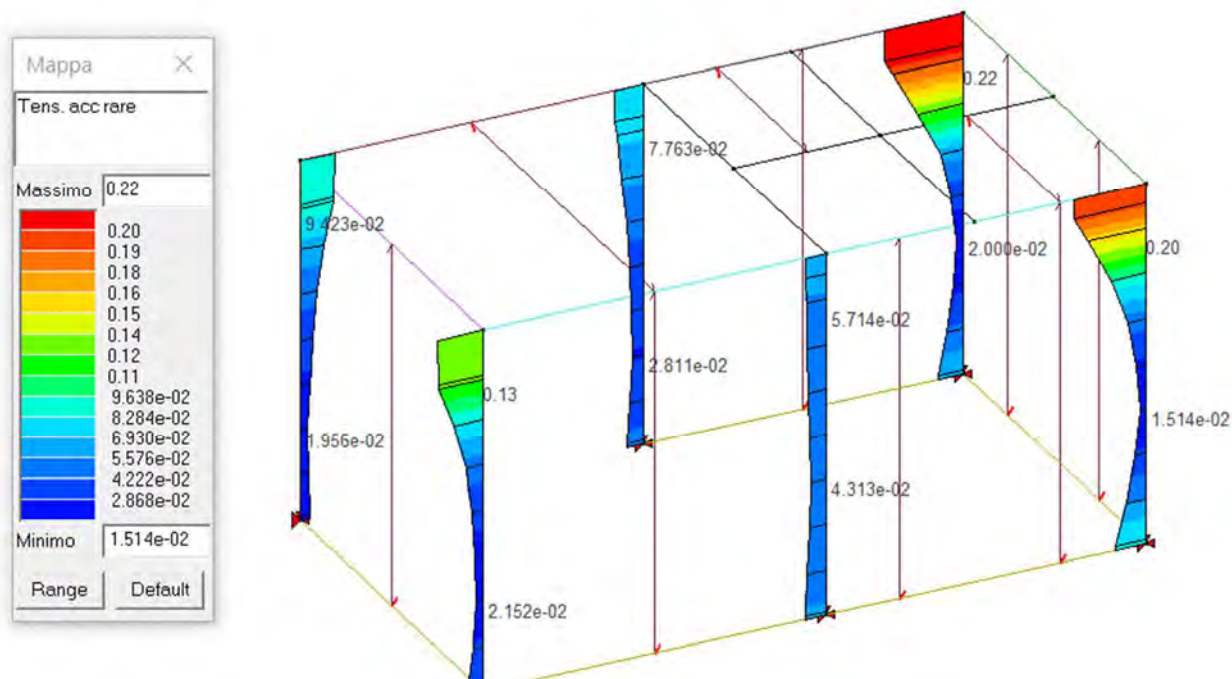 Mappa
Tens. acc rare
Massimo 0.22
0.20
0.19
0.18
0.16
0.15
0.14
0.12
0.11
9.638e-02
8.284e-02
6.930e-02
5.576e-02
4.222e-02
2.868e-02
Minimo 1.514e-02
Range Default
0.22
7.763e-02
9.423e-02
2.000e-02
0.20
5.714e-02
2.811e-02
0.13
1.514e-02
1.956e-02
4.313e-02
2.152e-02